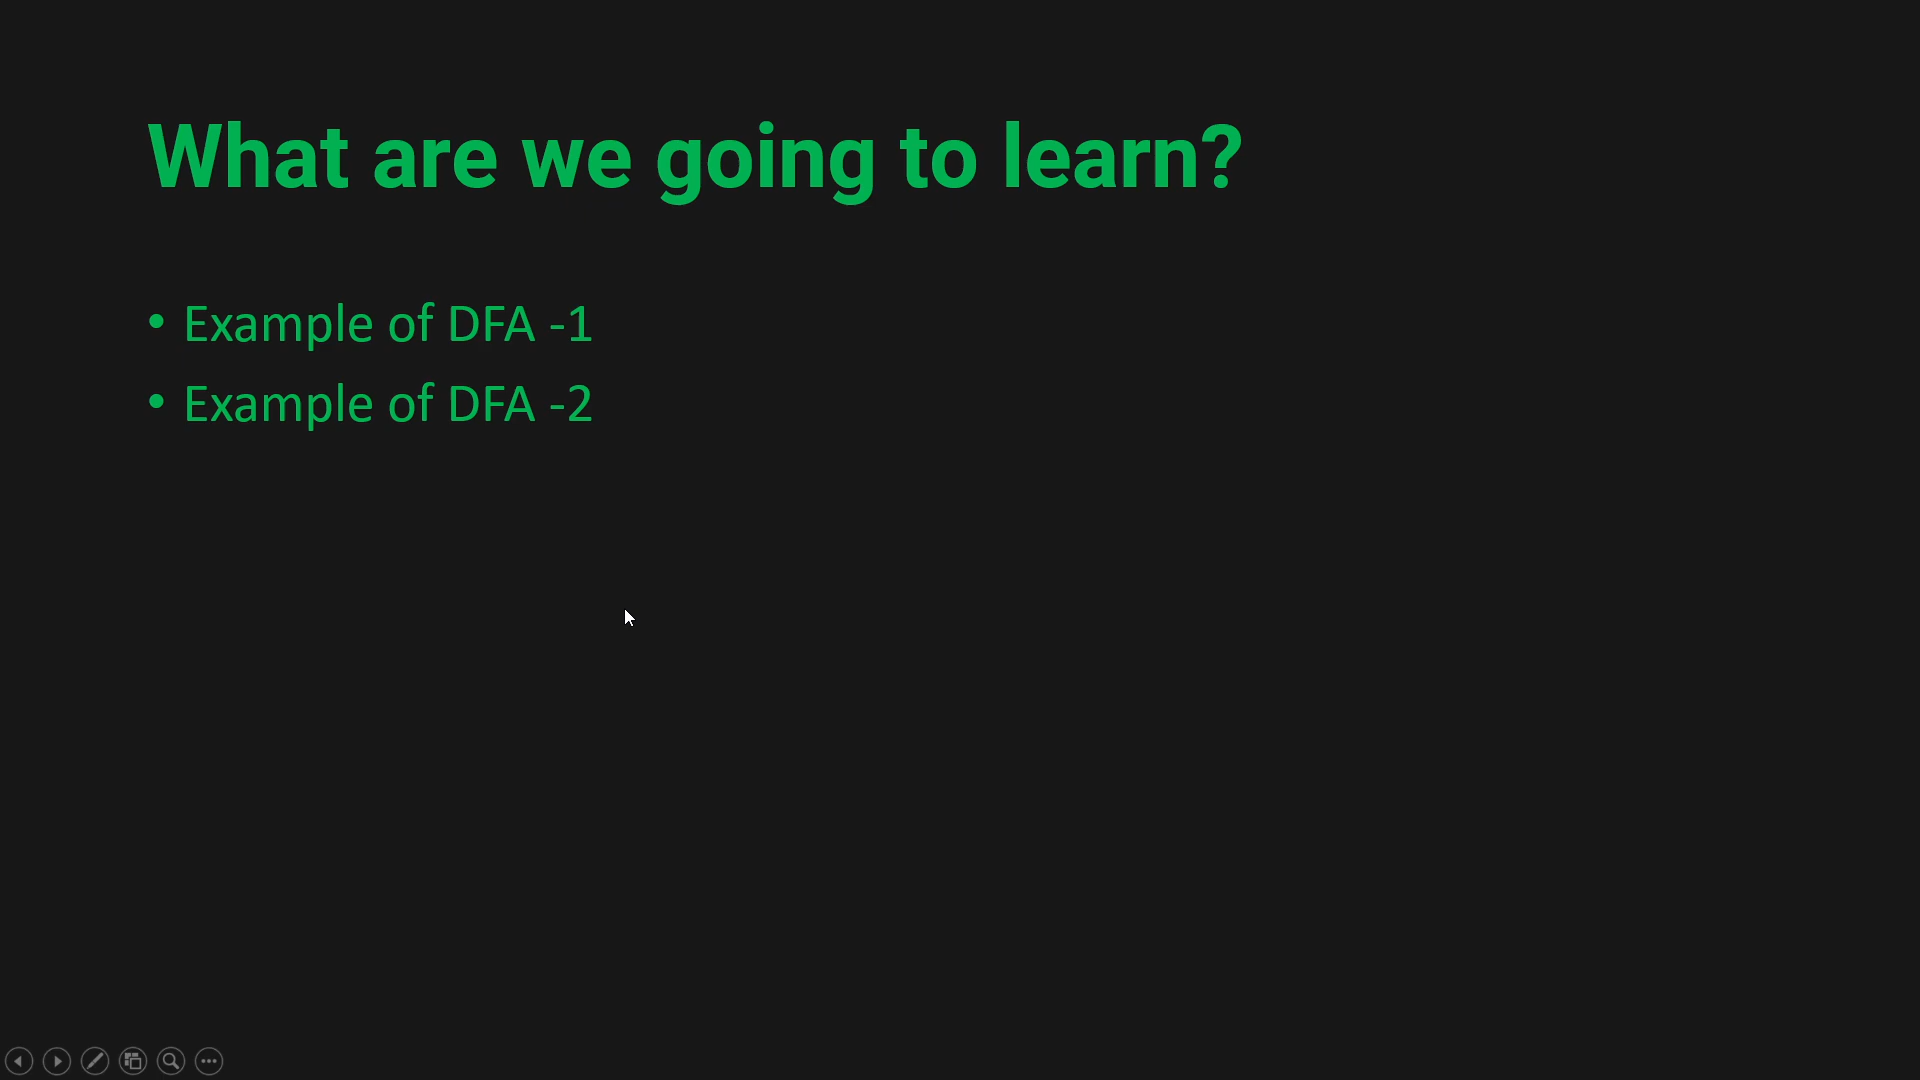 What are we going to learn?
• Example of DFA -1
• Example of DFA -2